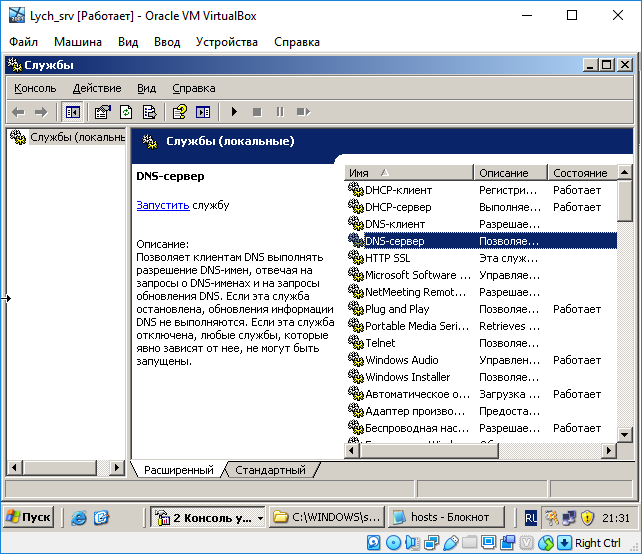 Lych_srv [Работает] - Oracle VM VirtualBox
Файл Машина Вид Ввод Устройства Справка
Службы
Консоль Действие Вид Справка
Службы (локальны
Службы (локальные)
DNS-сервер
Запустить службу
Описание:
Позволяет клиентам DNS выполнять
разрешение DNS-имен, отвечая на
запросы о DNS-именах и на запросы
обновления DNS. Если эта служба
остановлена, обновления информации
DNS не выполняются. Если эта служба
отключена, любые службы, которые
явно зависят от нее, не могут быть
запущены.
Имя Описание Состояние
DHCP-клиент Регистри... Работает
DHCP-сервер Выполняе... Работает
DNS-клиент Разрешае...
DNS-сервер Позволяе...
HTTP SSL Эта служ...
Microsoft Software ... Управляе...
NetMeeting Remot... Разрешае...
Plug and Play Позволяе... Работает
Portable Media Seri... Retrieves ...
Telnet Позволяе...
Windows Audio Управлен... Работает
Windows Installer Позволяе...
Автоматическое о... Загрузка ... Работает
Адаптер произво... Предоста...
Беспроводная нас... Разрешае... Работает
Расширенный Стандартный
Пуск 2 Консоль у... C:\WINDOWS\s... hosts - Блокнот RU 21:31
Right Ctrl